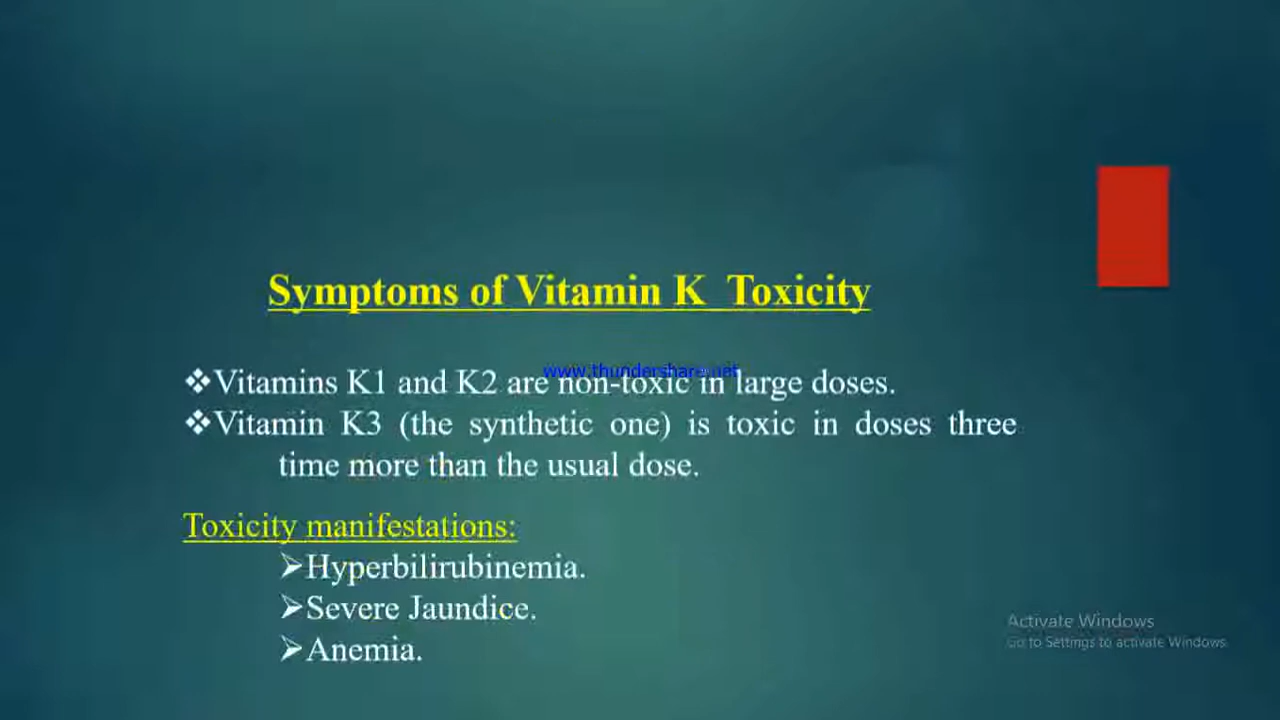 Symptoms of Vitamin K Toxicity
www.thundershare.net
❖Vitamins K1 and K2 are non-toxic in large doses.
❖Vitamin K3 (the synthetic one) is toxic in doses three
time more than the usual dose.
Toxicity manifestations:
➢Hyperbilirubinemia.
➢Severe Jaundice.
➢Anemia.
Activate Windows
Go to Settings to activate Windows.